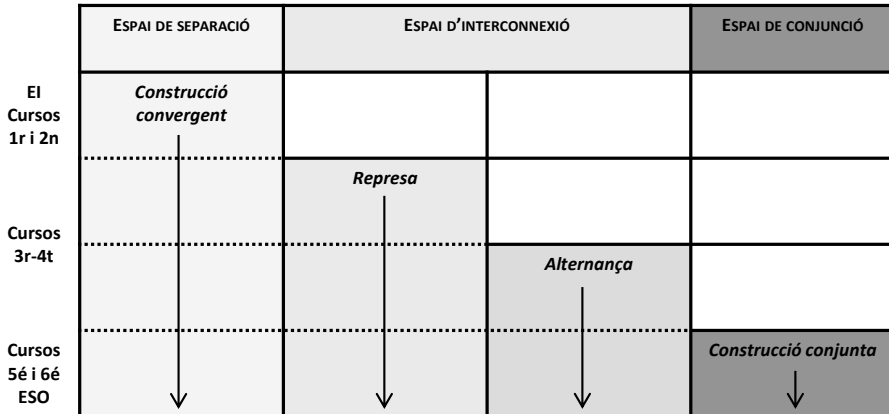 ESPAI DE SEPARACIÓ
ESPAI D'INTERCONNEXIÓ
ESPAI DE CONJUNCIÓ
EI
Cursos
1r i 2n
Construcció
convergent
Represa
Cursos
3r-4t
Alternança
Cursos
5é i 6é
ESO
Construcció conjunta